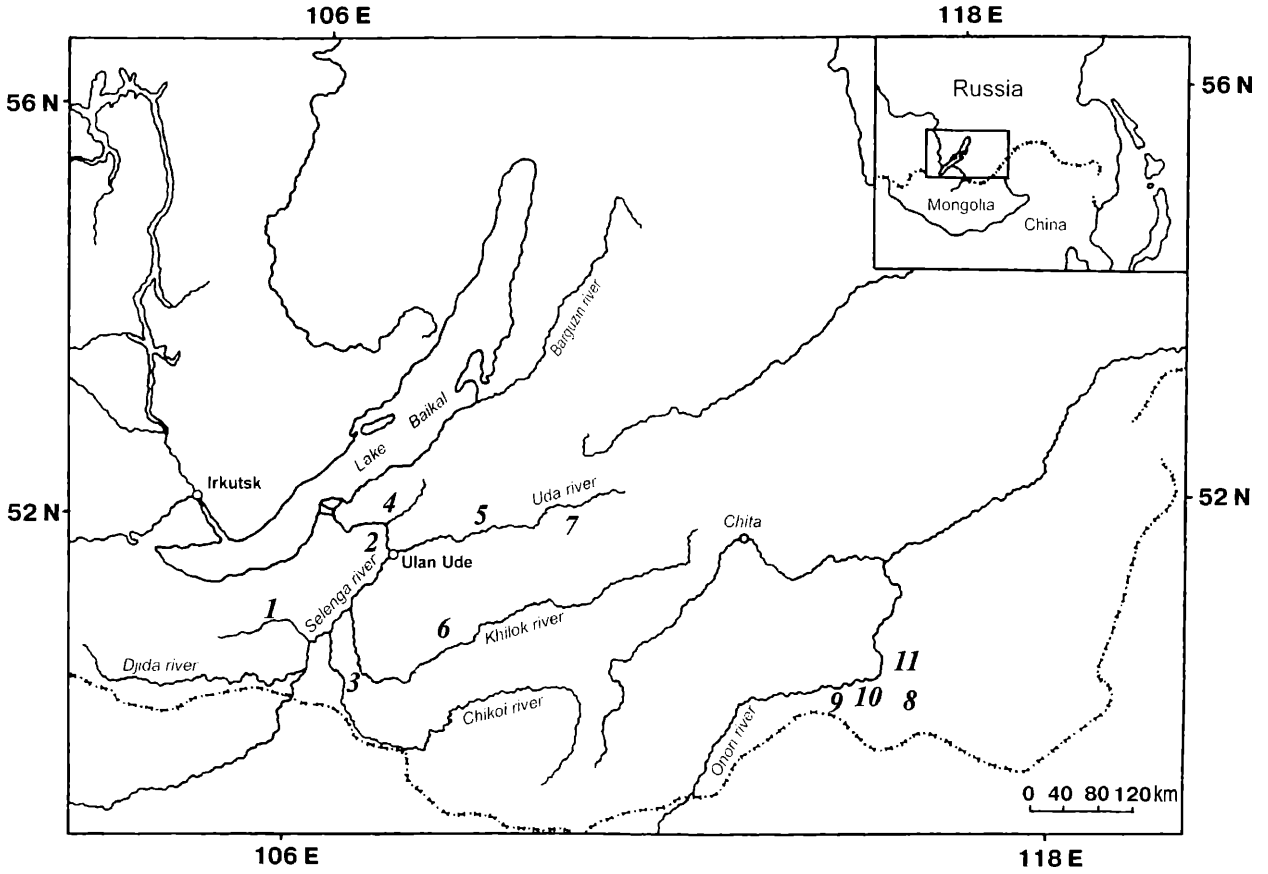 106 E
118 E
56 N
56 N
Russia
Mongolia
China
Barguzin river
Lake Baikal
Irkutsk
52 N
52 N
4
5
Uda river
7
2
Ulan Ude
Chita
Selenga river
1
6
Khilok river
Djida river
3
Chikoi river
11
9
10
8
Onon river
0 40 80 120 km
106 E
118 E